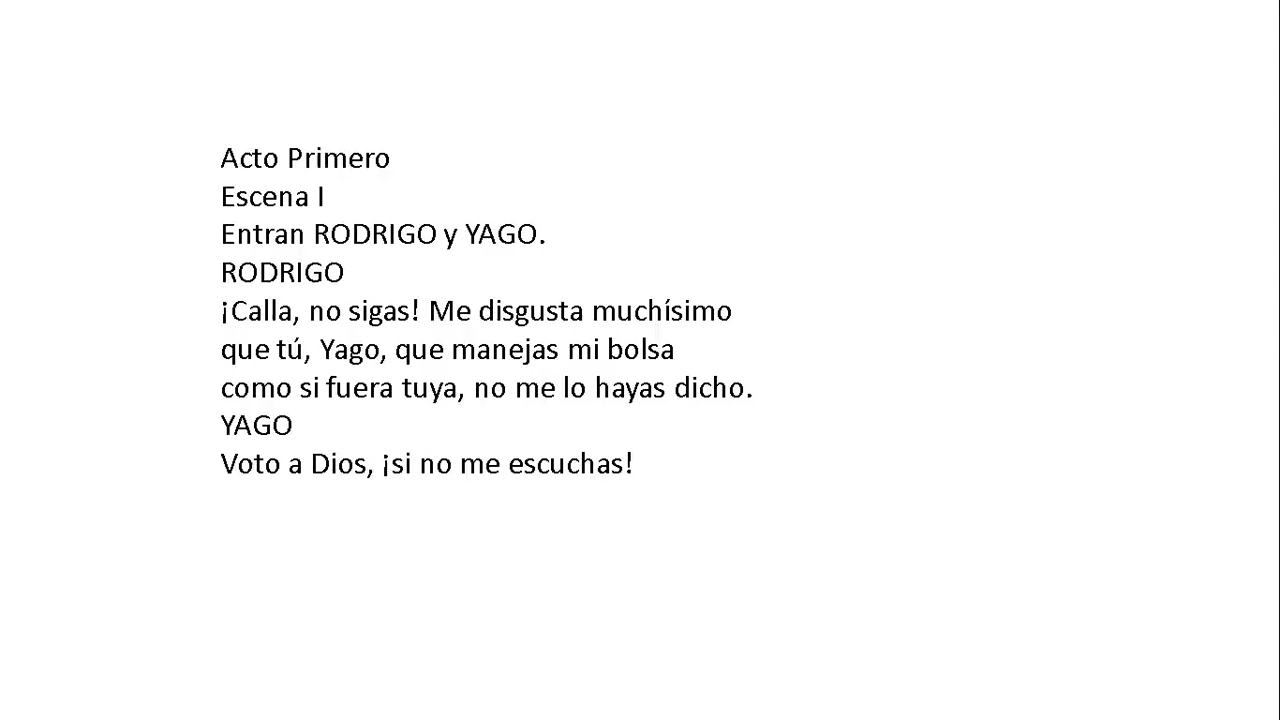 Acto Primero
Escena I
Entran RODRIGO y YAGO.
RODRIGO
¡Calla, no sigas! Me disgusta muchísimo
que tú, Yago, que manejas mi bolsa
como si fuera tuya, no me lo hayas dicho.
YAGO
Voto a Dios, ¡si no me escuchas!